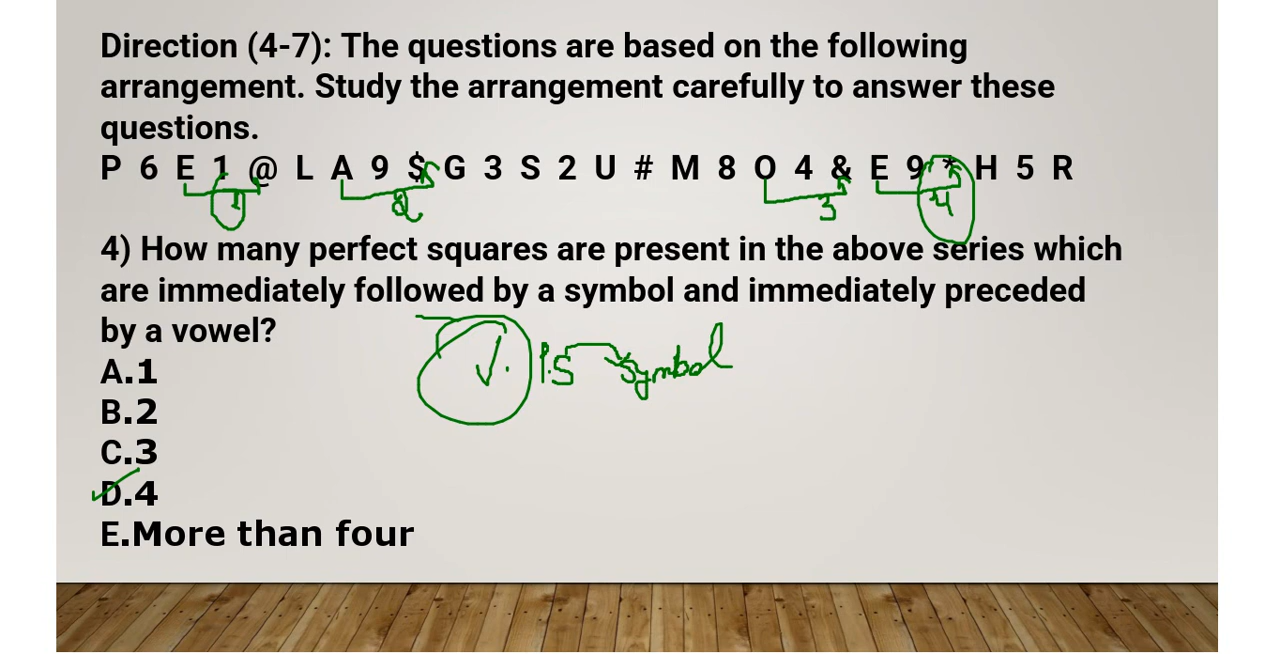 Direction (4-7): The questions are based on the following
arrangement. Study the arrangement carefully to answer these
questions.
P 6 E 1 @ L A 9 $ G 3 S 2 U # M 8 O 4 & E 9 * H 5 R
1 2 3 4
4) How many perfect squares are present in the above series which
are immediately followed by a symbol and immediately preceded
by a vowel?
V. P.S Symbol
A.1
B.2
C.3
D.4
E.More than four